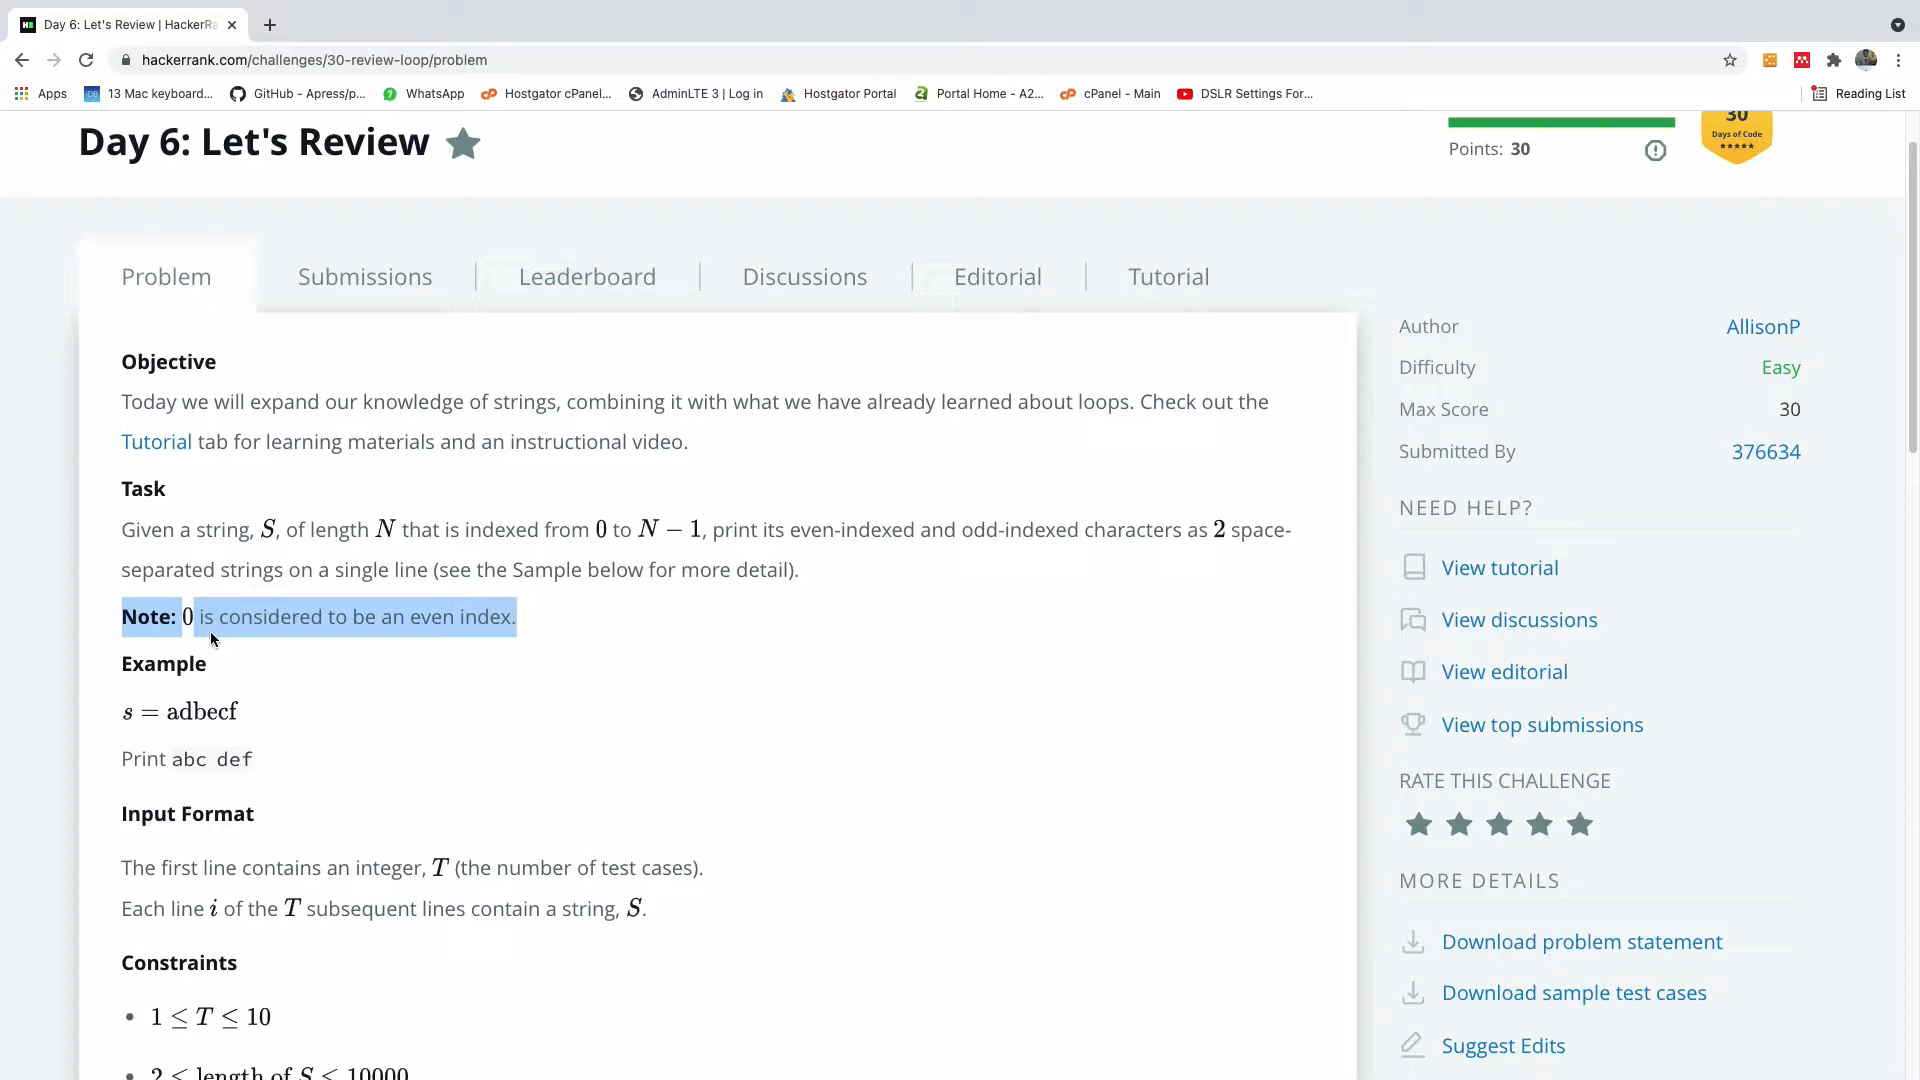 Day 6: Let's Review | HackerRa
hackerrank.com/challenges/30-review-loop/problem
Apps 13 Mac keyboard... GitHub - Apress/p... WhatsApp Hostgator cPanel... AdminLTE 3 | Log in Hostgator Portal Portal Home - A2... cPanel - Main DSLR Settings For... Reading List
Day 6: Let's Review
30
Days of Code
Points: 30
Problem Submissions Leaderboard Discussions Editorial Tutorial
Objective
Today we will expand our knowledge of strings, combining it with what we have already learned about loops. Check out the
Tutorial tab for learning materials and an instructional video.
Task
Given a string, S, of length N that is indexed from 0 to N − 1, print its even-indexed and odd-indexed characters as 2 space-
separated strings on a single line (see the Sample below for more detail).
Note: 0 is considered to be an even index.
Example
s = adbecf
Print abc def
Input Format
The first line contains an integer, T (the number of test cases).
Each line i of the T subsequent lines contain a string, S.
Constraints
• 1 ≤ T ≤ 10
• 2 ≤ length of S ≤ 10000
Author AllisonP
Difficulty Easy
Max Score 30
Submitted By 376634
NEED HELP?
View tutorial
View discussions
View editorial
View top submissions
RATE THIS CHALLENGE
MORE DETAILS
Download problem statement
Download sample test cases
Suggest Edits